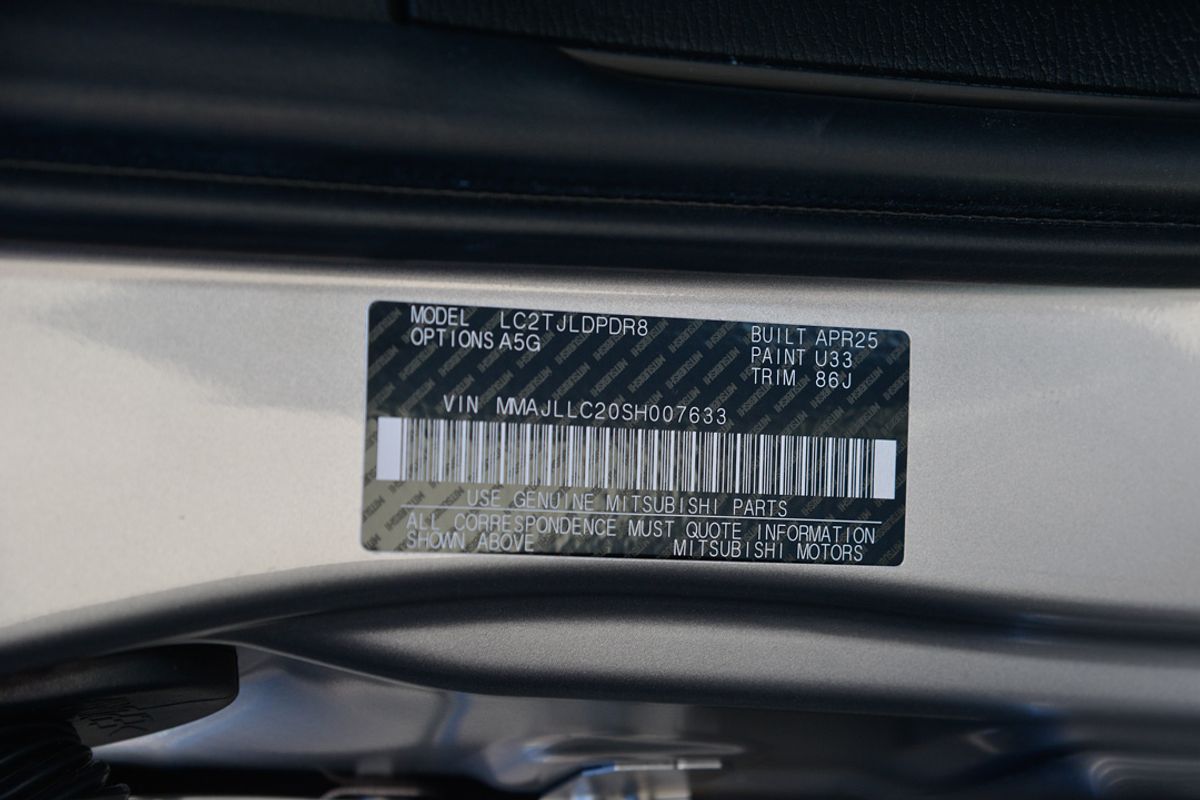 MODEL LC2TJLDPDR8
OPTIONS A5G
BUILT APR25
PAINT U33
TRIM 86J
VIN MMAJLLC20SH007633
USE GENUINE MITSUBISHI PARTS
ALL CORRESPONDENCE MUST QUOTE INFORMATION
SHOWN ABOVE MITSUBISHI MOTORS